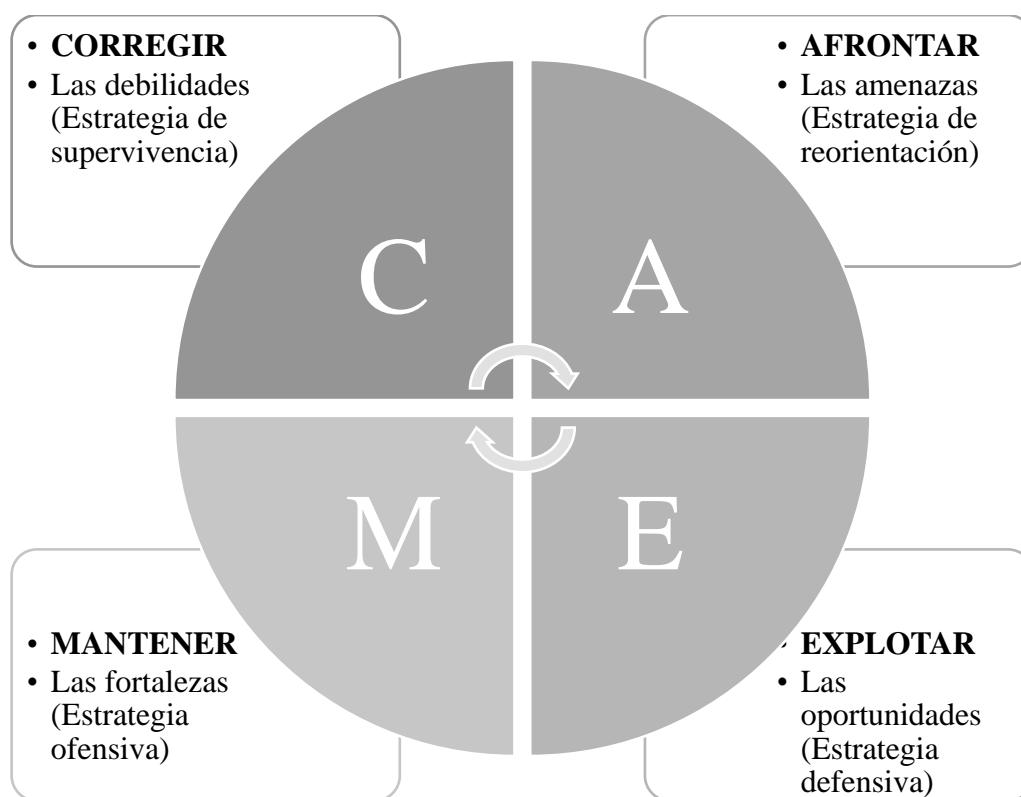 • CORREGIR
• Las debilidades
(Estrategia de
supervivencia)
• AFRONTAR
• Las amenazas
(Estrategia de
reorientación)
C
A
M
E
• MANTENER
• Las fortalezas
(Estrategia
ofensiva)
• EXPLOTAR
• Las
oportunidades
(Estrategia
defensiva)